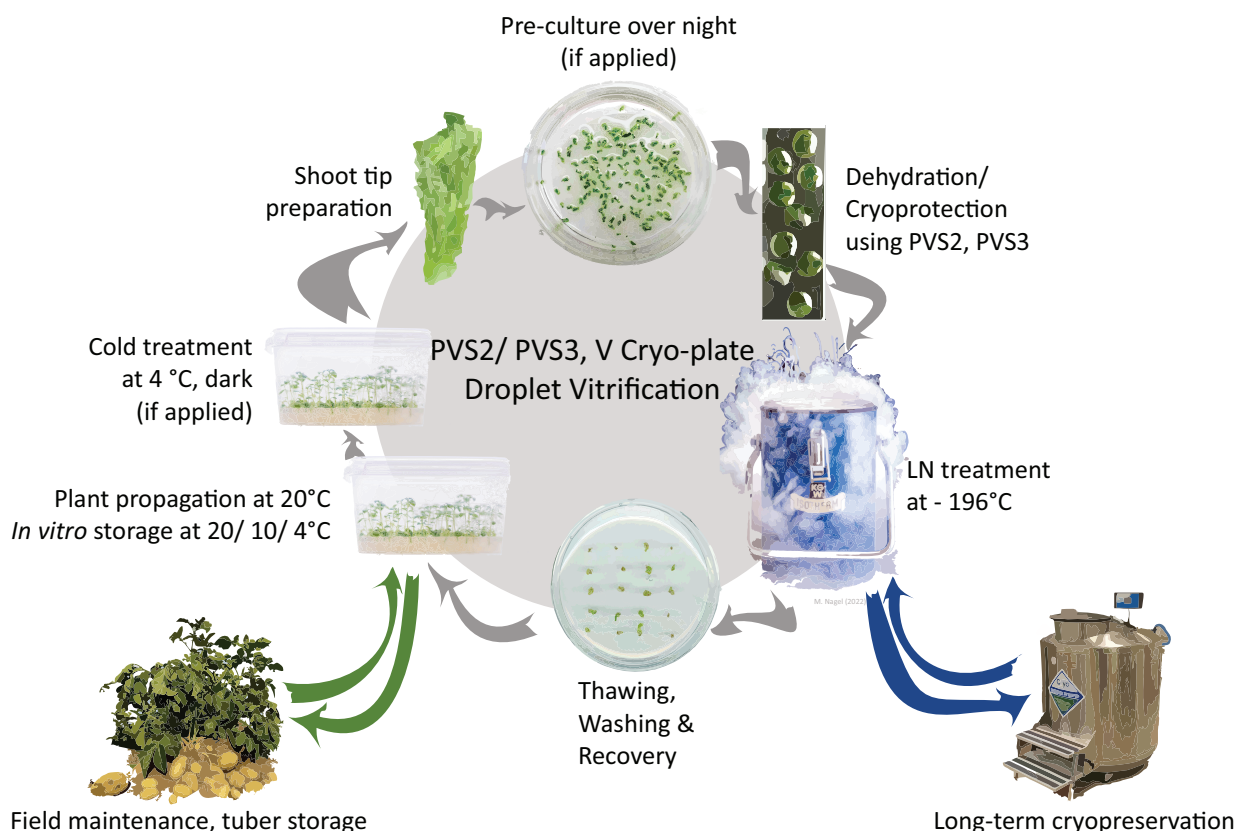 Pre-culture over night
(if applied)
Shoot tip
preparation
Dehydration/
Cryoprotection
using PVS2, PVS3
Cold treatment
at 4 °C, dark
(if applied)
PVS2/ PVS3, V Cryo-plate
Droplet Vitrification
LN treatment
at - 196°C
Plant propagation at 20°C
In vitro storage at 20/ 10/ 4°C
KGW
M. Nagel (2022)
Thawing,
Washing &
Recovery
Field maintenance, tuber storage
Long-term cryopreservation